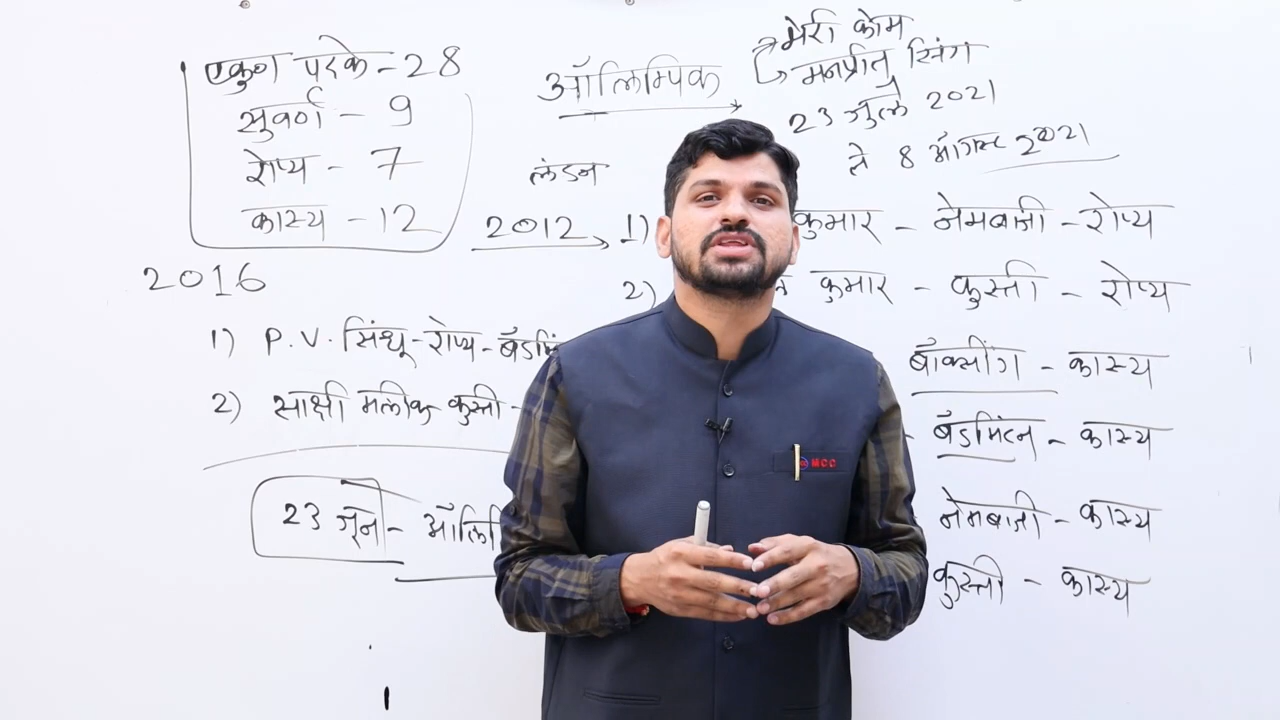 एकुण पदके - 28
सुवर्ण - 9
रोप्य - 7
कास्य - 12
ऑलिम्पिक
मेरी कोम
मनप्रीत सिंग
23 जुलै 2021
ते 8 ऑगस्ट 2021
लंडन
2012
1) कुमार - नेमबाजी - रोप्य
2) कुमार - कुस्ती - रोप्य
बॉक्सींग - कास्य
बॅडमिंटन - कास्य
नेमबाजी - कास्य
कुस्ती - कास्य
2016
1) P.V. सिंधू - रोप्य - बॅडमिं
2) साक्षी मलीक कुस्ती -
23 जून - ऑलि
MCC